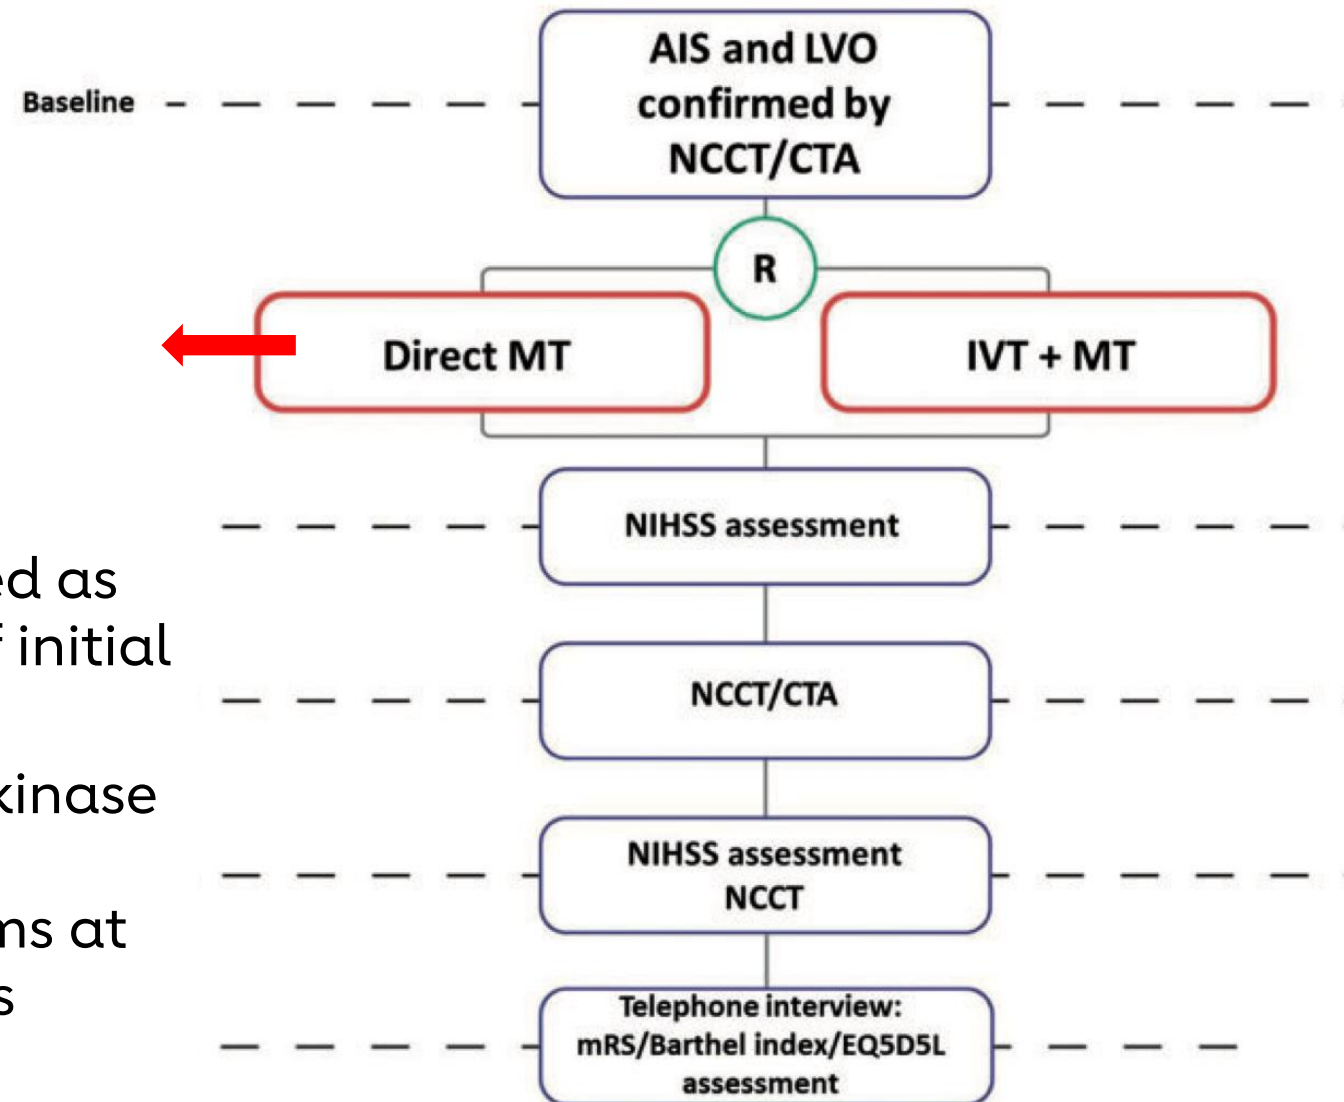 AIS and LVO
confirmed by
NCCT/CTA
Baseline
R
Direct MT
IVT + MT
NIHSS assessment
ed as
initial
NCCT/CTA
kinase
NIHSS assessment
NCCT
ms at
s
Telephone interview:
mRS/Barthel index/EQ5D5L
assessment